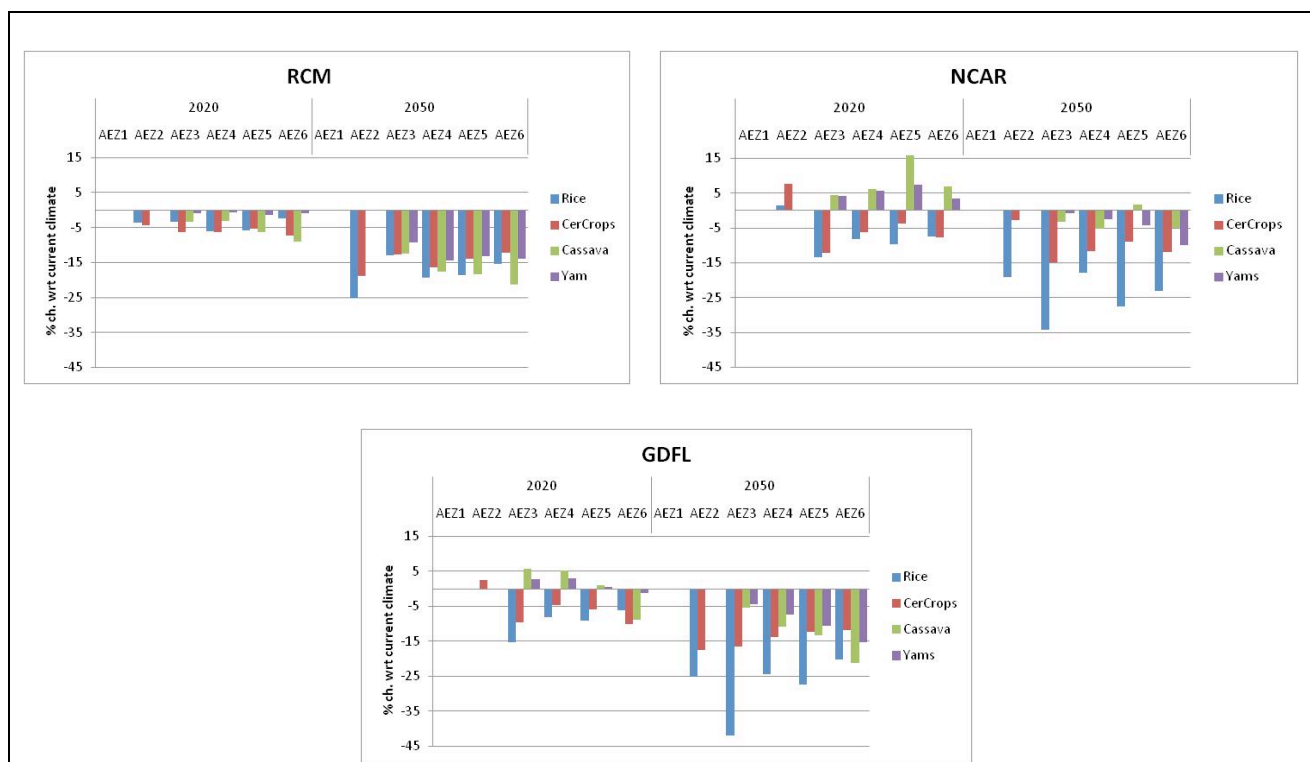 RCM
2020 2050
AEZ1 AEZ2 AEZ3 AEZ4 AEZ5 AEZ6 AEZ1 AEZ2 AEZ3 AEZ4 AEZ5 AEZ6
% ch. wrt current climate
15
5
-5
-15
-25
-35
-45
Rice
CerCrops
Cassava
Yam
NCAR
2020 2050
AEZ1 AEZ2 AEZ3 AEZ4 AEZ5 AEZ6 AEZ1 AEZ2 AEZ3 AEZ4 AEZ5 AEZ6
% ch. wrt current climate
15
5
-5
-15
-25
-35
-45
Rice
CerCrops
Cassava
Yams
GDFL
2020 2050
AEZ1 AEZ2 AEZ3 AEZ4 AEZ5 AEZ6 AEZ1 AEZ2 AEZ3 AEZ4 AEZ5 AEZ6
% ch. wrt current climate
15
5
-5
-15
-25
-35
-45
Rice
CerCrops
Cassava
Yams